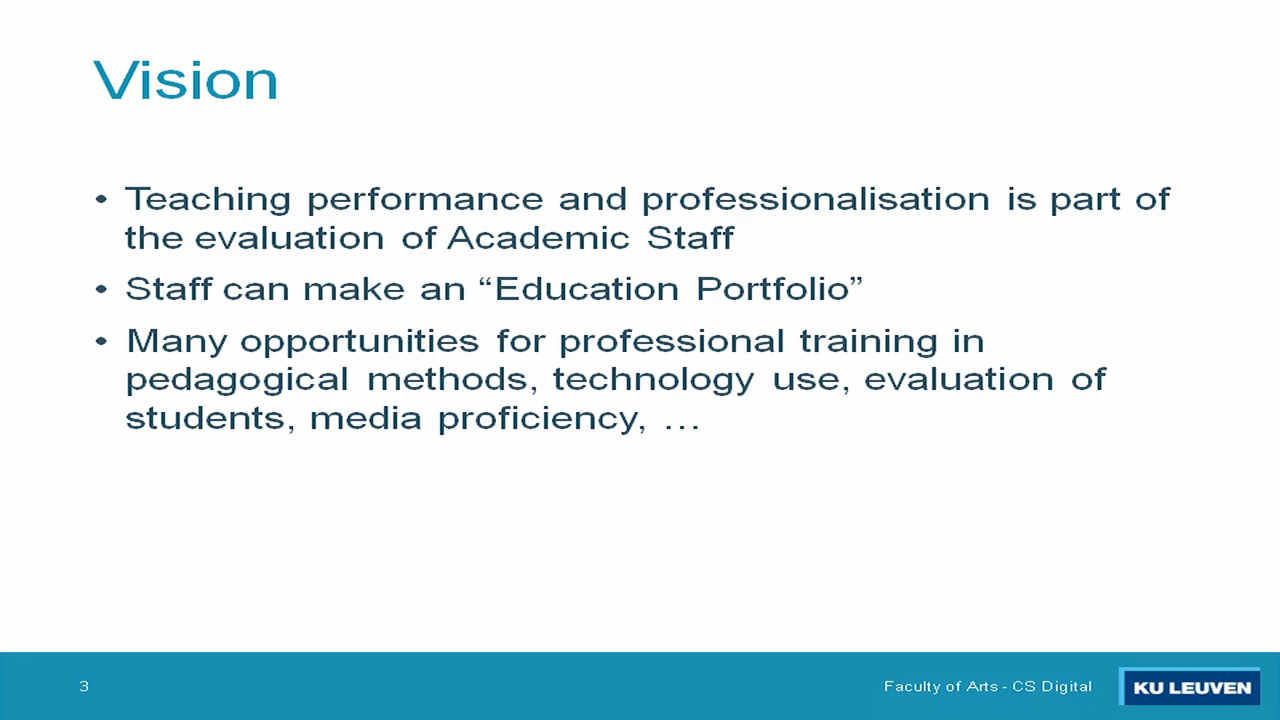 Vision
• Teaching performance and professionalisation is part of
the evaluation of Academic Staff
• Staff can make an “Education Portfolio”
• Many opportunities for professional training in
pedagogical methods, technology use, evaluation of
students, media proficiency, …
3
Faculty of Arts - CS Digital
KU LEUVEN